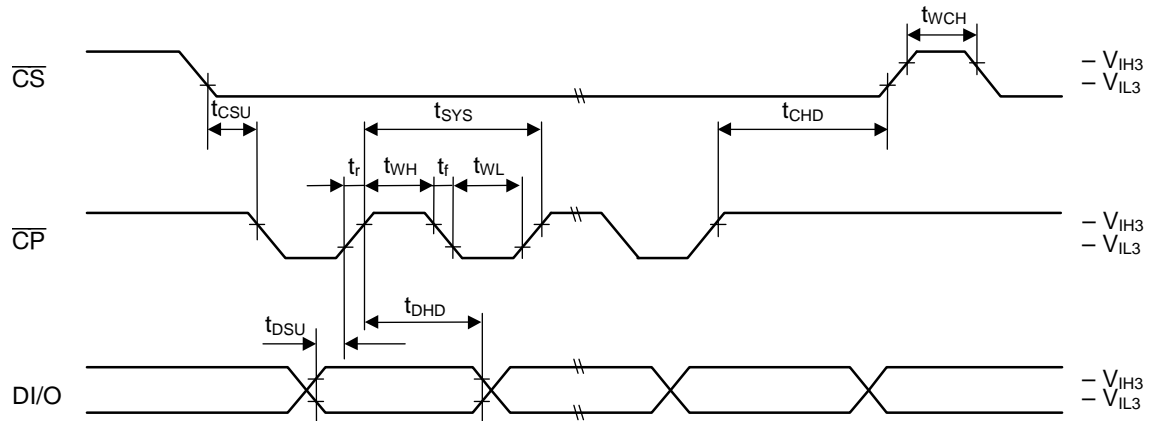 tWCH
CS
– VIH3
– VIL3
tCSU
tSYS
tCHD
tr
tWH
tf
tWL
CP
– VIH3
– VIL3
tDHD
tDSU
DI/O
– VIH3
– VIL3